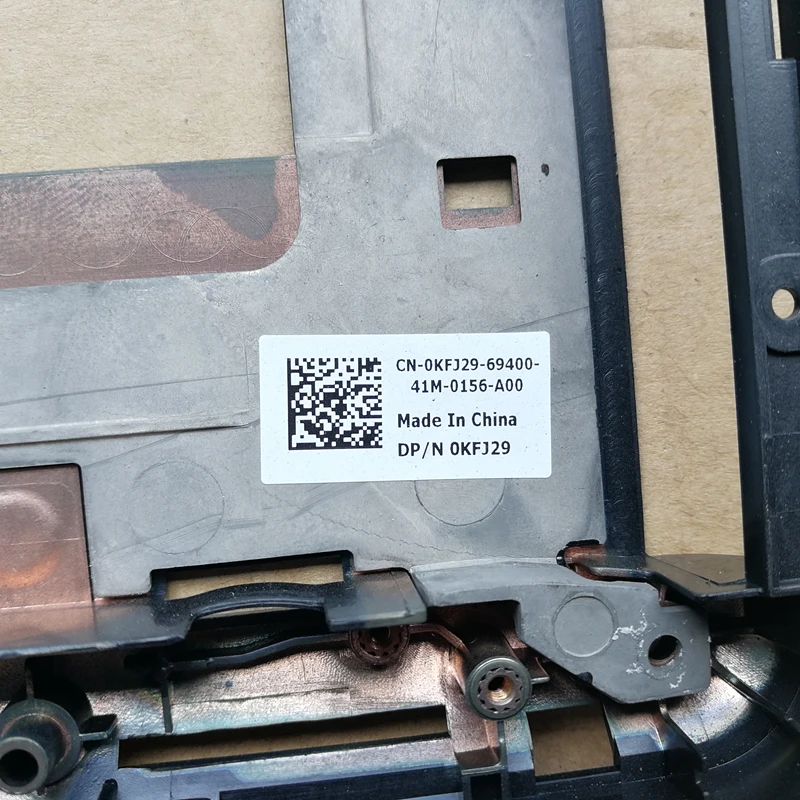 CN-0KFJ29-69400-
41M-0156-A00
Made In China
DP/N 0KFJ29